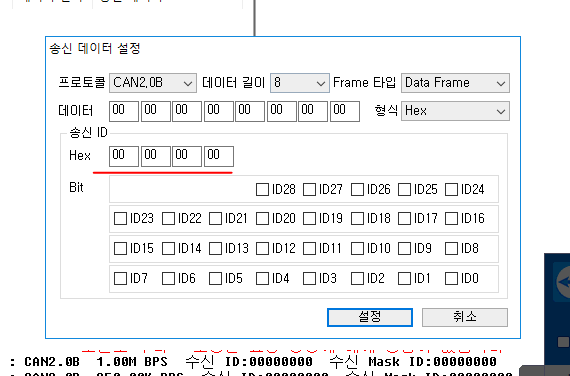 송신 데이터 설정
프로토콜 CAN2,0B 데이터 길이 8 Frame 타입 Data Frame
데이터 00 00 00 00 00 00 00 00 형식 Hex
송신 ID
Hex 00 00 00 00
Bit ID28 ID27 ID26 ID25 ID24
ID23 ID22 ID21 ID20 ID19 ID18 ID17 ID16
ID15 ID14 ID13 ID12 ID11 ID10 ID9 ID8
ID7 ID6 ID5 ID4 ID3 ID2 ID1 ID0
설정 취소
: CAN2.0B 1.00M BPS 수신 ID:00000000 수신 Mask ID:00000000